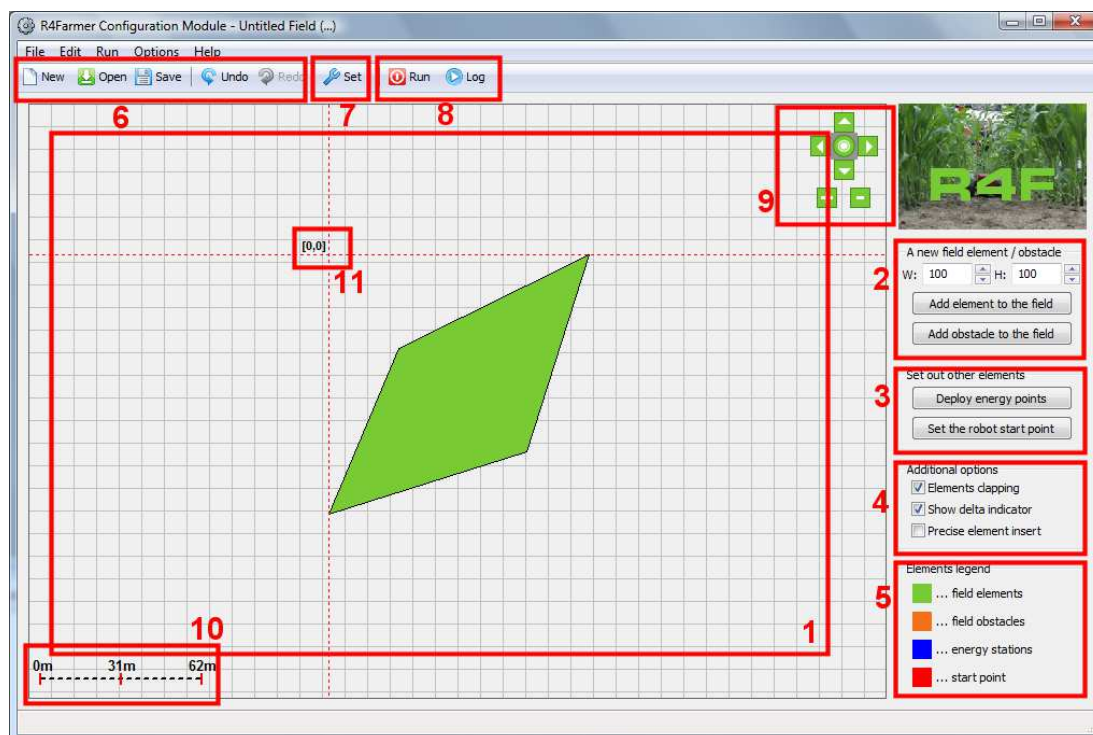 R4Farmer Configuration Module - Untitled Field (...)
File Edit Run Options Help
New Open Save Undo Redo Set Run Log
6 7 8
9
R4F
[0,0]
11
A new field element / obstacle
2 W: 100 H: 100
Add element to the field
Add obstacle to the field
Set out other elements
3 Deploy energy points
Set the robot start point
Additional options
Elements clapping
4 Show delta indicator
Precise element insert
Elements legend
5 ... field elements
... field obstacles
... energy stations
... start point
10 1
0m 31m 62m